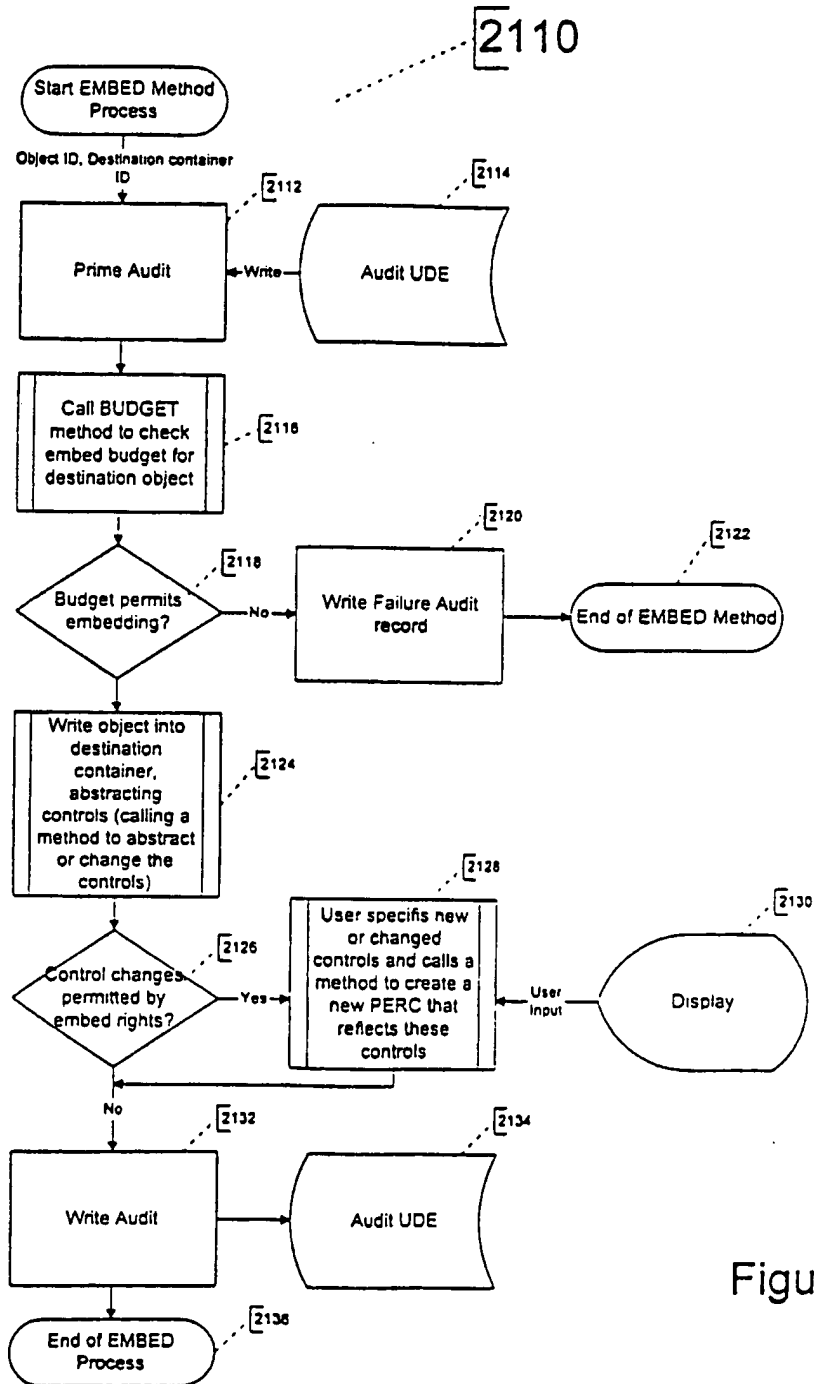 2110
Start EMBED Method
Process
Object ID, Destination container
ID
2112
2114
Prime Audit
Write
Audit UDE
Call BUDGET
method to check
embed budget for
destination object
2116
2118
Budget permits
embedding?
No
2120
Write Failure Audit
record
2122
End of EMBED Method
Write object into
destination
container,
abstracting
controls (calling a
method to abstract
or change the
controls)
2124
2126
Control changes
permitted by
embed rights?
Yes
2128
User specifis new
or changed
controls and calls a
method to create a
new PERC that
reflects these
controls
User
Input
2130
Display
No
2132
Write Audit
2134
Audit UDE
2136
End of EMBED
Process
Figu